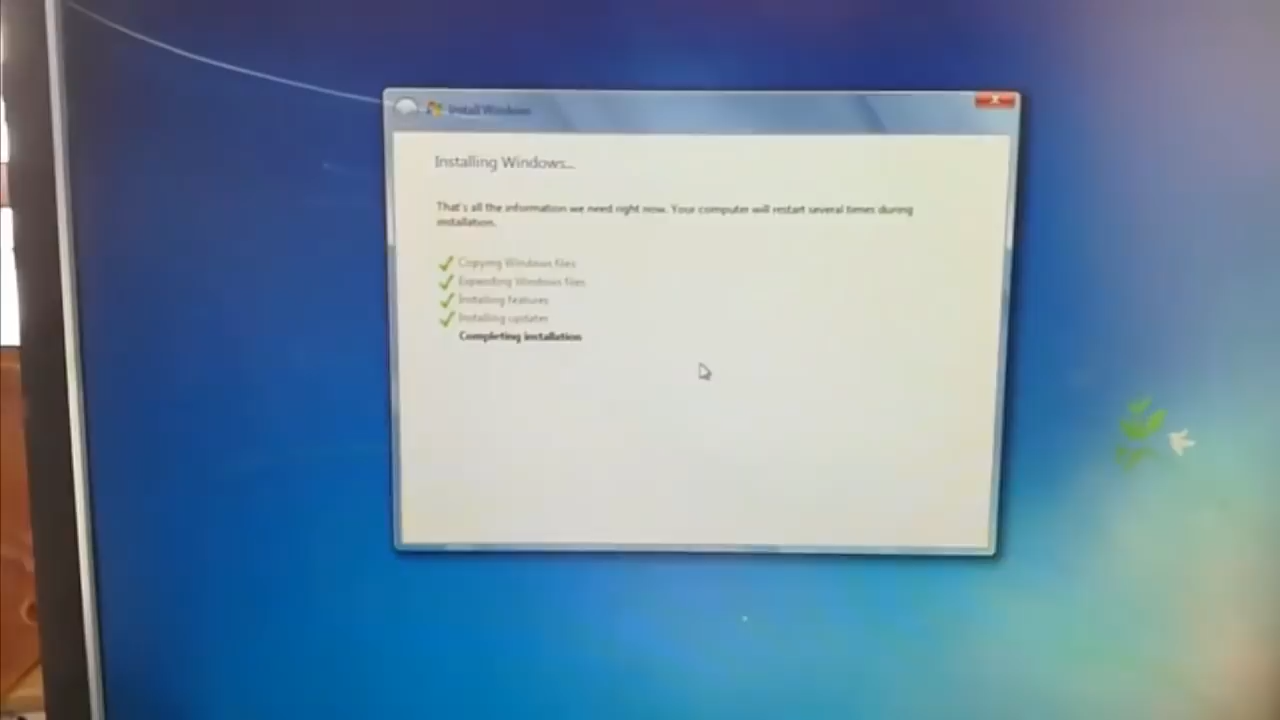 Install Windows
Installing Windows...
That's all the information we need right now. Your computer will restart several times during
installation.
Copying Windows files
Expanding Windows files
Installing features
Installing updates
Completing installation